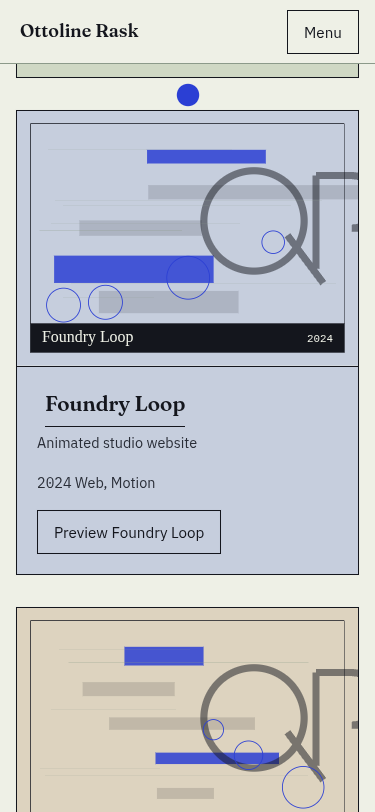 Ottoline Rask
Menu
Foundry Loop
2024
Foundry Loop
Animated studio website
2024 Web, Motion
Preview Foundry Loop